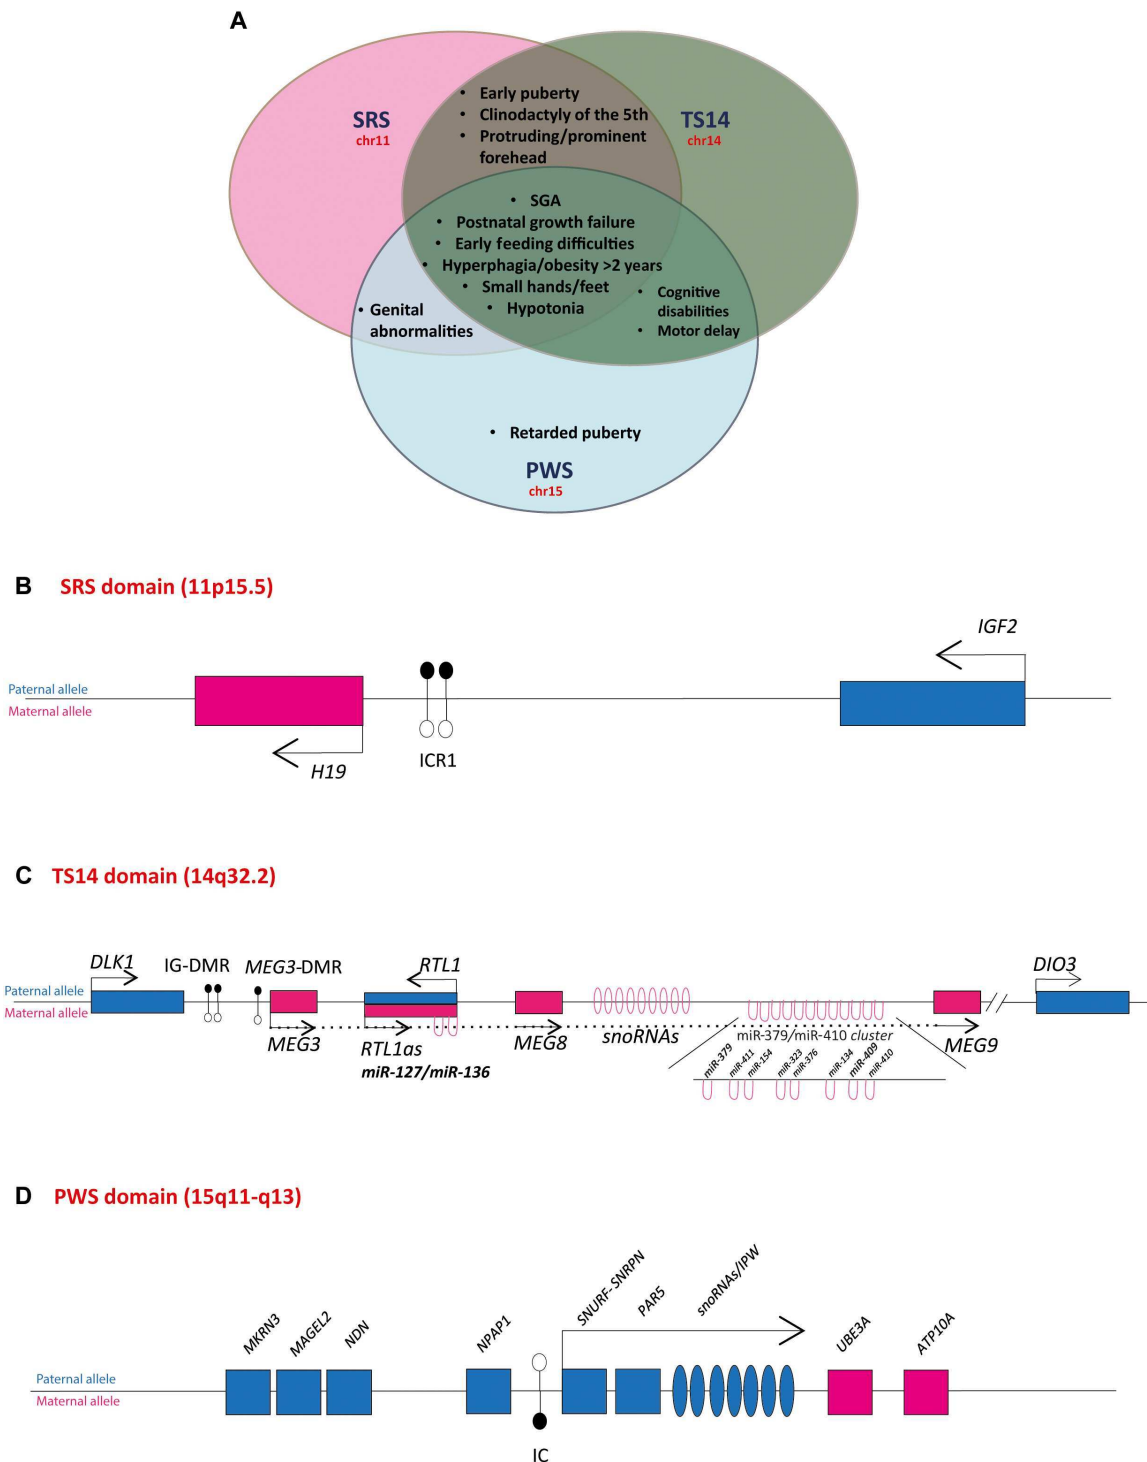 A
SRS
chr11
• Early puberty
• Clinodactyly of the 5th
• Protruding/prominent
forehead
TS14
chr14
• SGA
• Postnatal growth failure
• Early feeding difficulties
• Hyperphagia/obesity >2 years
• Small hands/feet
• Hypotonia
• Genital
abnormalities
• Cognitive
disabilities
• Motor delay
• Retarded puberty
PWS
chr15
B SRS domain (11p15.5)
IGF2
Paternal allele
Maternal allele
H19
ICR1
C TS14 domain (14q32.2)
DLK1 IG-DMR MEG3-DMR RTL1 DIO3
Paternal allele
Maternal allele
MEG3 RTL1as MEG8 snoRNAs miR-379/miR-410 cluster MEG9
miR-127/miR-136
miR-379 miR-411 miR-154 miR-323 miR-376 miR-134 miR-409 miR-410
D PWS domain (15q11-q13)
MKRN3 MAGEL2 NDN NPAP1 SNURF-SNRPN PAR5 snoRNAs/IPW UBE3A ATP10A
Paternal allele
Maternal allele
IC